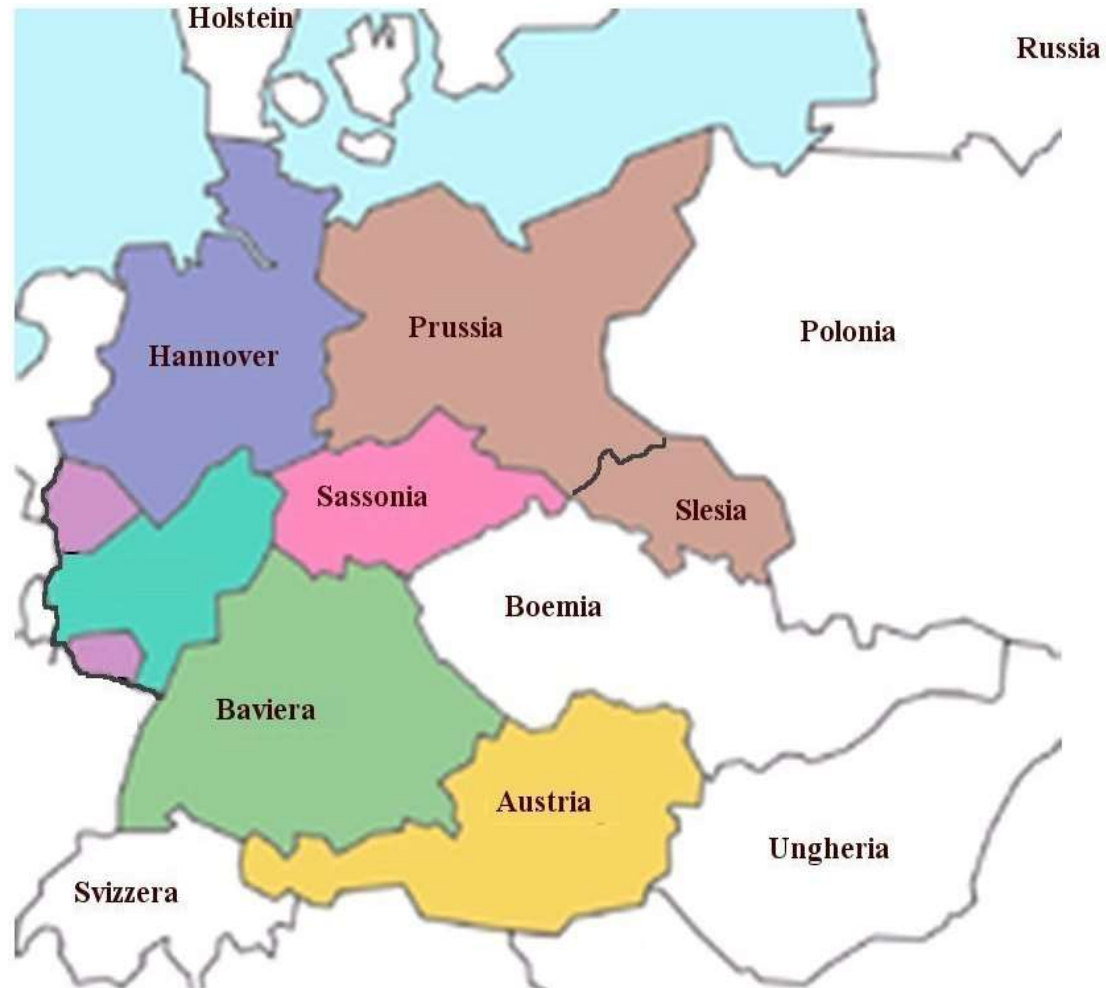 Holstein
Russia
Prussia
Polonia
Hannover
Sassonia
Slesia
Boemia
Baviera
Austria
Ungheria
Svizzera